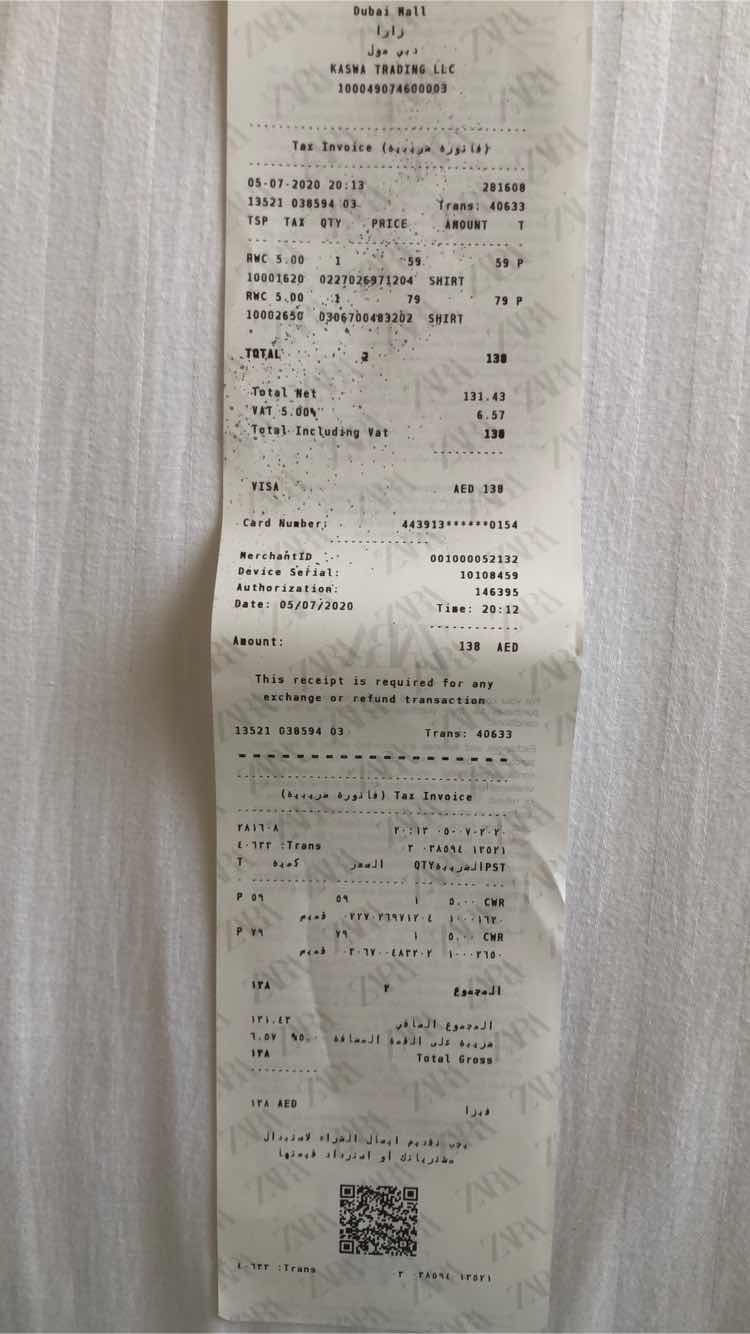 Dubai Mall
زارا
دبي مول
KASWA TRADING LLC
100049074600003
Tax Invoice (فاتورة ضريبية)
05-07-2020 20:13 281608
13521 038594 03 Trans: 40633
TSP TAX QTY PRICE AMOUNT T
RWC 5.00 1 59 59 P
10001620 0227026971204 SHIRT
RWC 5.00 1 79 79 P
10002650 0306700483202 SHIRT
TOTAL 2 138
Total Net 131.43
VAT 5.00% 6.57
Total Including Vat 138
VISA AED 138
Card Number: 443913******0154
MerchantID 001000052132
Device Serial: 10108459
Authorization: 146395
Date: 05/07/2020 Time: 20:12
Amount: 138 AED
This receipt is required for any
exchange or refund transaction
13521 038594 03 Trans: 40633
(فاتورة ضريبية) Tax Invoice
٢٨١٦٠٨ ٢٠:١٣ ٠٥-٠٧-٢٠٢٠
٤٠٦٣٣ :Trans ٠٣ ٠٣٨٥٩٤ ١٣٥٢١
T كمية السعر QTYالضريبةPST
P ٥٩ ٥٩ ١ ٥.٠٠ CWR
قميص ٠٢٢٧٠٢٦٩٧١٢٠٤ ١٠٠٠١٦٢٠
P ٧٩ ٧٩ ١ ٥.٠٠ CWR
قميص ٠٣٠٦٧٠٠٤٨٣٢٠٢ ١٠٠٠٢٦٥٠
١٣٨ ٢ المجموع
١٣١.٤٣ المجموع الصافي
٦.٥٧ %٥.٠٠ ضريبة على القمة المضافة
١٣٨ Total Gross
١٣٨ AED فيزا
يجب تقديم ايصال الشراء لاستبدال
مشترياتك أو استرداد قيمتها
٤٠٦٣٣ :Trans ٠٣ ٠٣٨٥٩٤ ١٣٥٢١